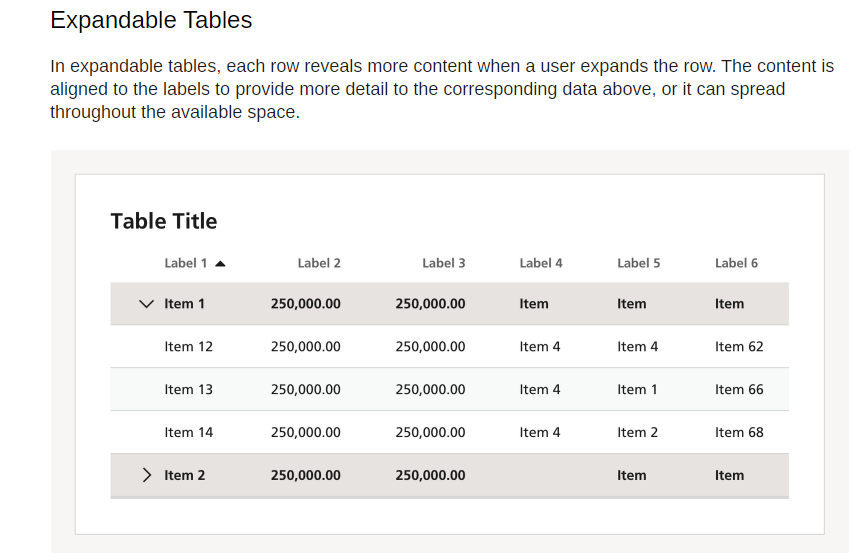 Expandable Tables
In expandable tables, each row reveals more content when a user expands the row. The content is
aligned to the labels to provide more detail to the corresponding data above, or it can spread
throughout the available space.
Table Title
Label 1 Label 2 Label 3 Label 4 Label 5 Label 6
Item 1 250,000.00 250,000.00 Item Item Item
Item 12 250,000.00 250,000.00 Item 4 Item 4 Item 62
Item 13 250,000.00 250,000.00 Item 4 Item 1 Item 66
Item 14 250,000.00 250,000.00 Item 4 Item 2 Item 68
Item 2 250,000.00 250,000.00 Item Item